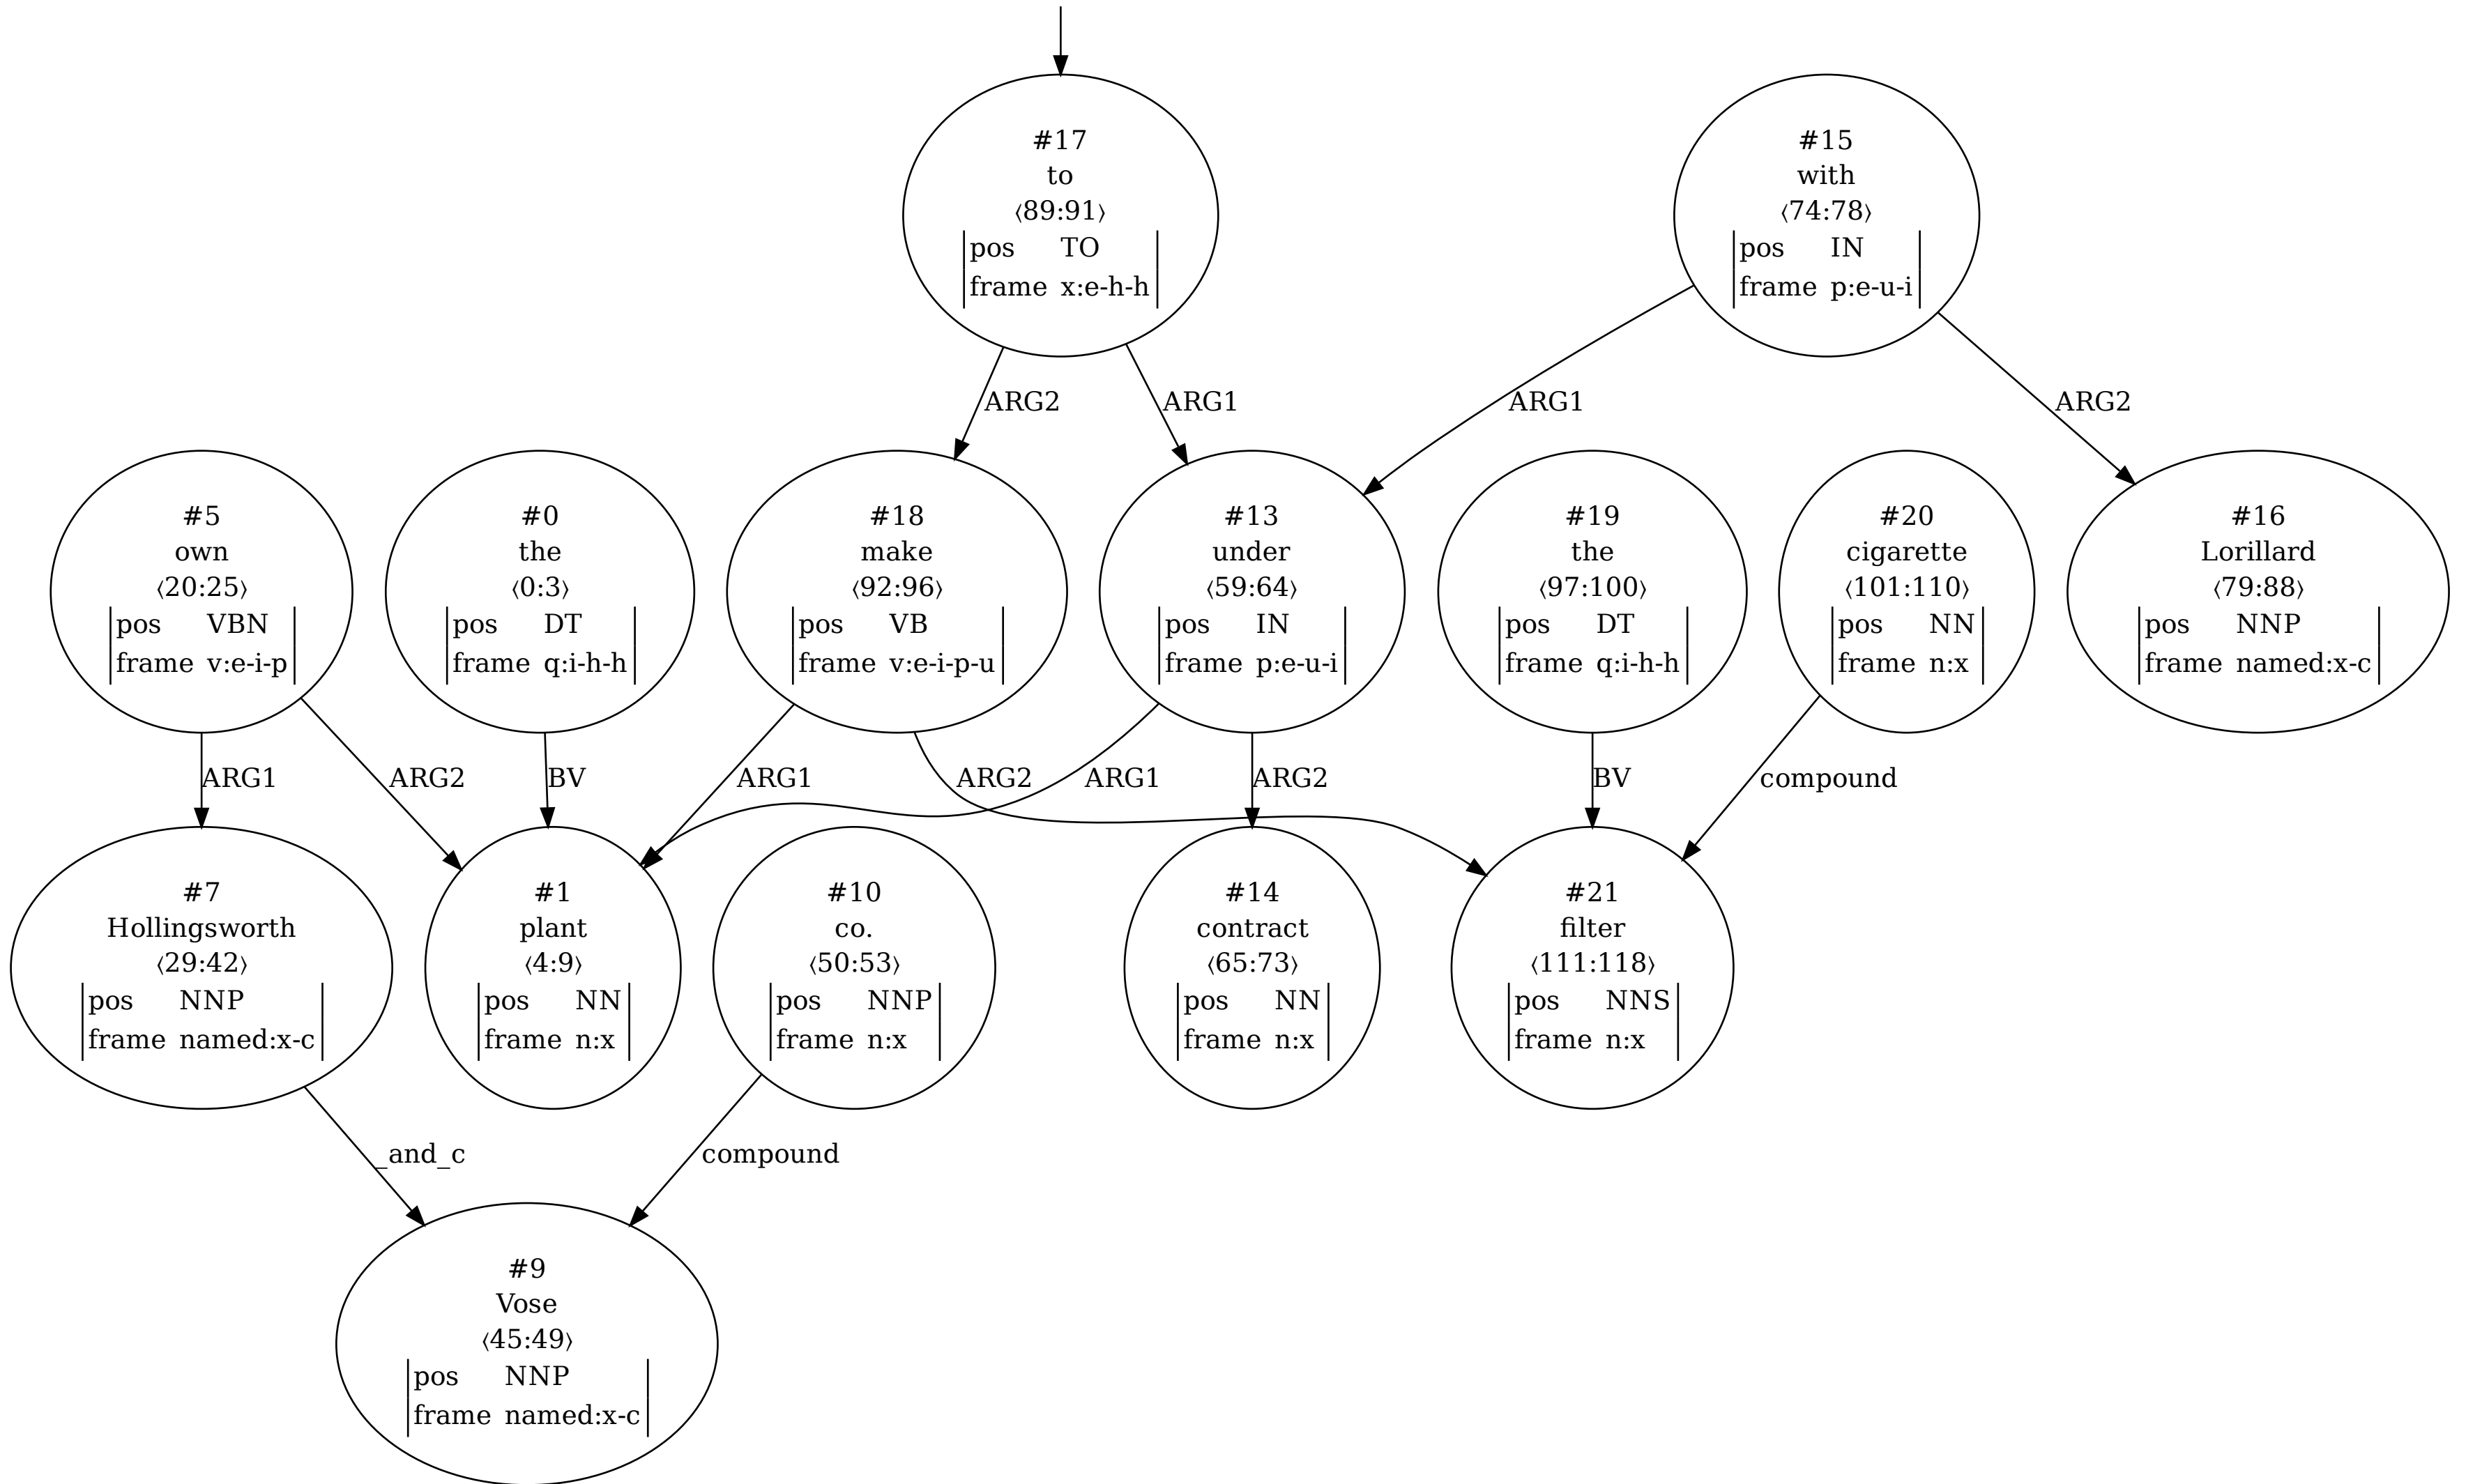 #17
to
⟨89:91⟩
pos TO
frame x:e-h-h
#15
with
⟨74:78⟩
pos IN
frame p:e-u-i
ARG2
ARG1
ARG1
ARG2
#5
own
⟨20:25⟩
pos VBN
frame v:e-i-p
#0
the
⟨0:3⟩
pos DT
frame q:i-h-h
#18
make
⟨92:96⟩
pos VB
frame v:e-i-p-u
#13
under
⟨59:64⟩
pos IN
frame p:e-u-i
#19
the
⟨97:100⟩
pos DT
frame q:i-h-h
#20
cigarette
⟨101:110⟩
pos NN
frame n:x
#16
Lorillard
⟨79:88⟩
pos NNP
frame named:x-c
ARG1
ARG2
BV
ARG1
ARG2
ARG1
ARG2
BV
compound
#7
Hollingsworth
⟨29:42⟩
pos NNP
frame named:x-c
#1
plant
⟨4:9⟩
pos NN
frame n:x
#10
co.
⟨50:53⟩
pos NNP
frame n:x
#14
contract
⟨65:73⟩
pos NN
frame n:x
#21
filter
⟨111:118⟩
pos NNS
frame n:x
_and_c
compound
#9
Vose
⟨45:49⟩
pos NNP
frame named:x-c